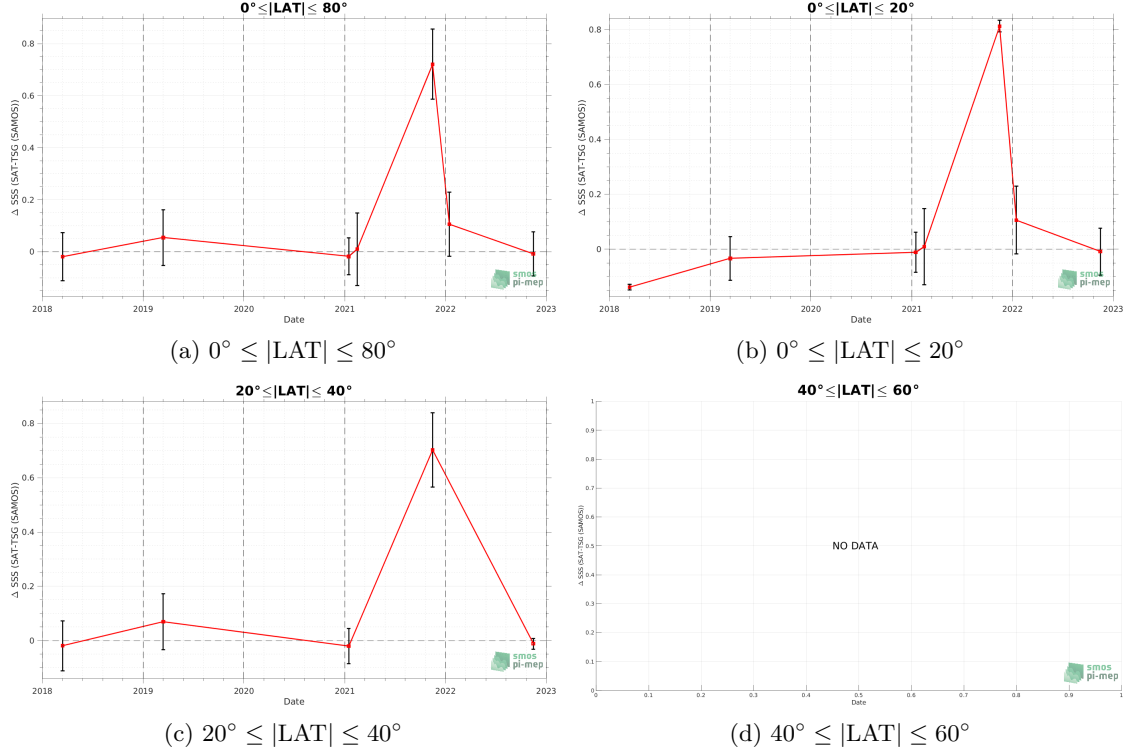 0°≤|LAT|≤ 80°
Δ SSS (SAT-TSG (SAMOS))
0.8
0.6
0.4
0.2
0
2018 2019 2020 2021 2022 2023
Date
smos
pi-mep
(a) 0° ≤ |LAT| ≤ 80°
0°≤|LAT|≤ 20°
Δ SSS (SAT-TSG (SAMOS))
0.8
0.6
0.4
0.2
0
2018 2019 2020 2021 2022 2023
Date
smos
pi-mep
(b) 0° ≤ |LAT| ≤ 20°
20°≤|LAT|≤ 40°
Δ SSS (SAT-TSG (SAMOS))
0.8
0.6
0.4
0.2
0
2018 2019 2020 2021 2022 2023
Date
smos
pi-mep
(c) 20° ≤ |LAT| ≤ 40°
40°≤|LAT|≤ 60°
Δ SSS (SAT-TSG (SAMOS))
1
0.9
0.8
0.7
0.6
0.5
0.4
0.3
0.2
0.1
0
NO DATA
0 0.1 0.2 0.3 0.4 0.5 0.6 0.7 0.8 0.9 1
Date
smos
pi-mep
(d) 40° ≤ |LAT| ≤ 60°